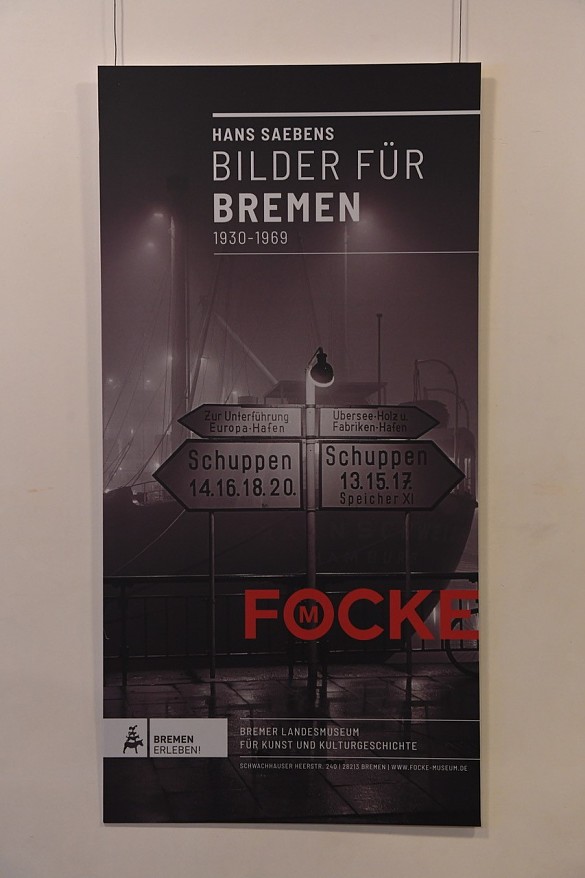 HANS SAEBENS
BILDER FÜR
BREMEN
1930-1969
Zur Unterführung
Europa-Hafen
Übersee-Holz u.
Fabriken-Hafen
Schuppen
14.16.18.20.
Schuppen
13.15.17.
Speicher XI
FOCKE
M
BREMEN
ERLEBEN!
BREMER LANDESMUSEUM
FÜR KUNST UND KULTURGESCHICHTE
SCHWACHHAUSER HEERSTR. 240 | 28213 BREMEN | WWW.FOCKE-MUSEUM.DE